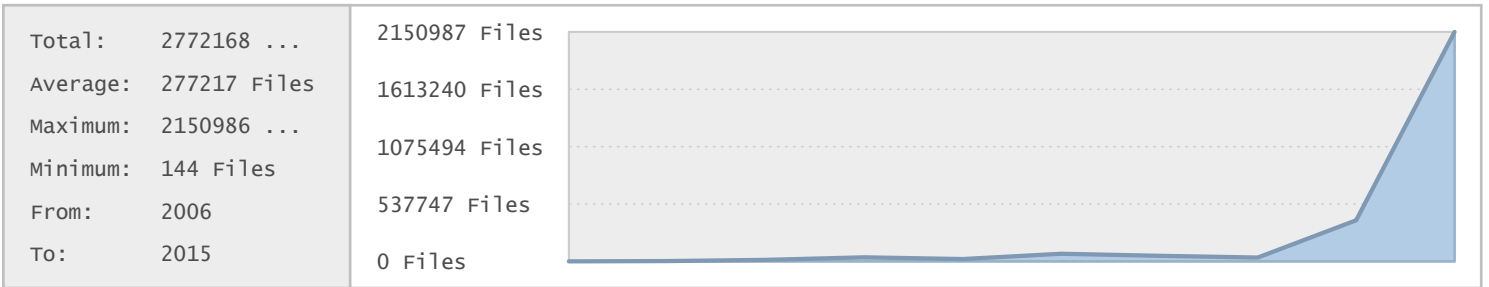 Total: 2772168 ...
Average: 277217 Files
Maximum: 2150986 ...
Minimum: 144 Files
From: 2006
To: 2015
2150987 Files
1613240 Files
1075494 Files
537747 Files
0 Files